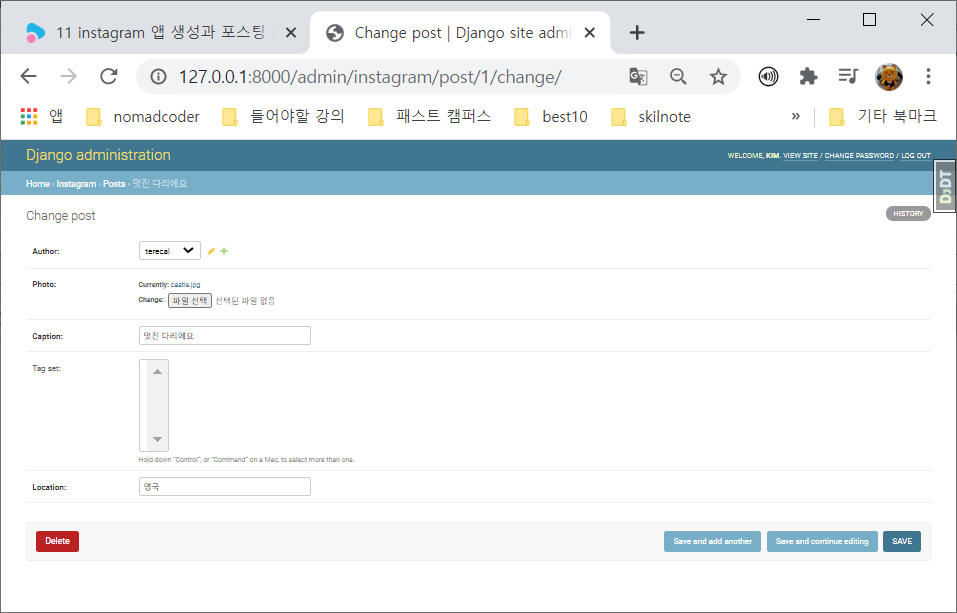 11 instagram 앱 생성과 포스팅
Change post | Django site admi
127.0.0.1:8000/admin/instagram/post/1/change/
앱 nomadcoder 들어야할 강의 패스트 캠퍼스 best10 skilnote » 기타 북마크
Django administration
WELCOME, KIM. VIEW SITE / CHANGE PASSWORD / LOG OUT
Home › Instagram › Posts › 멋진 다리에요
DjDT
Change post
HISTORY
Author: terecal
Photo: Currently: castle.jpg
Change: 파일 선택 선택된 파일 없음
Caption: 멋진 다리에요
Tag set:
Hold down "Control", or "Command" on a Mac, to select more than one.
Location: 영국
Delete Save and add another Save and continue editing SAVE